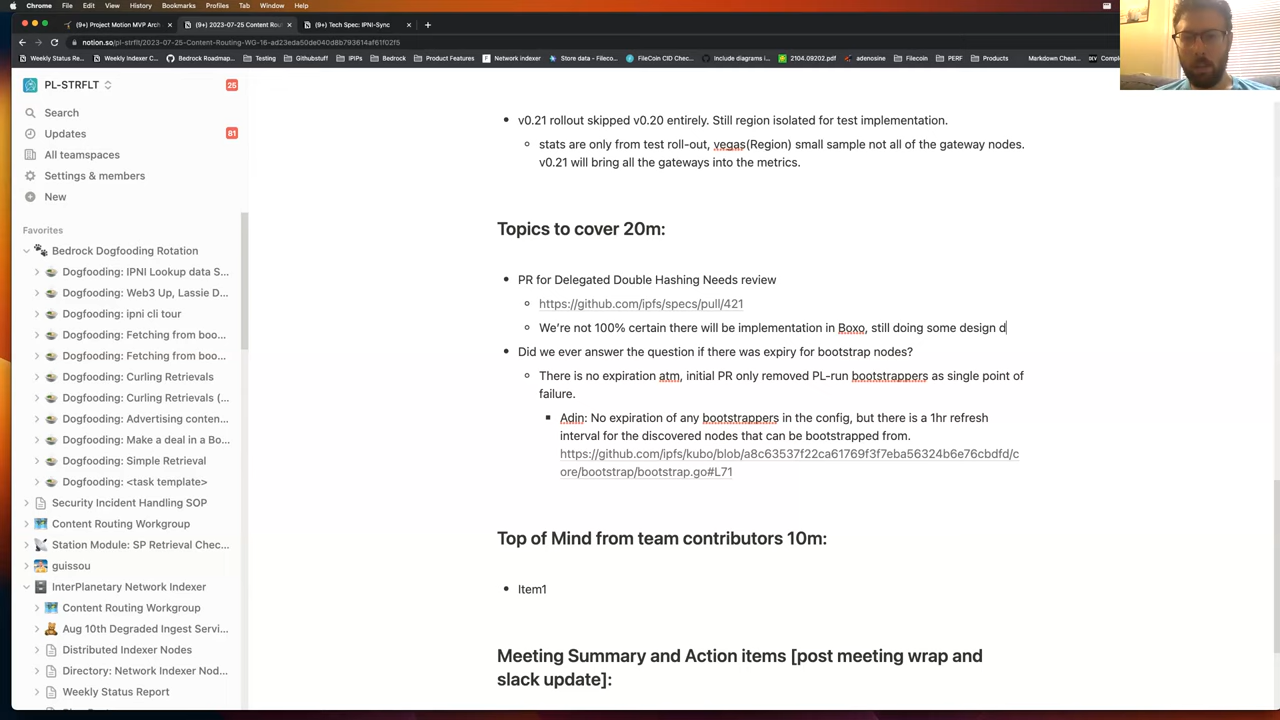 Chrome File Edit View History Bookmarks Profiles Tab Window Help
(9+) Project Motion MVP Arch
(9+) 2023-07-25 Content Rou
(9+) Tech Spec: IPNI-Sync
notion.so/pl-strflt/2023-07-25-Content-Routing-WG-16-ad23eda50de040d8b793614af61f02f5
Weekly Status Re... Weekly Indexer C... Bedrock Roadmap... Testing Githubstuff IPIPs Bedrock Product Features Network indexe Store data - Fileco... FileCoin CID Chec... Include diagrams i... adenosine Filecoin PERF Products Markdown Cheat... Comple
PL-STRFLT
25
Search
Updates
81
All teamspaces
Settings & members
New
Favorites
Bedrock Dogfooding Rotation
Dogfooding: IPNI Lookup data S...
Dogfooding: Web3 Up, Lassie D...
Dogfooding: ipni cli tour
Dogfooding: Fetching from boo...
Dogfooding: Fetching from boo...
Dogfooding: Curling Retrievals
Dogfooding: Curling Retrievals (...
Dogfooding: Advertising conten...
Dogfooding: Make a deal in a Bo...
Dogfooding: Simple Retrieval
Dogfooding: <task template>
Security Incident Handling SOP
Content Routing Workgroup
Station Module: SP Retrieval Chec...
guissou
InterPlanetary Network Indexer
Content Routing Workgroup
Aug 10th Degraded Ingest Servi...
Distributed Indexer Nodes
Directory: Network Indexer Nod...
Weekly Status Report
v0.21 rollout skipped v0.20 entirely. Still region isolated for test implementation.
stats are only from test roll-out, vegas(Region) small sample not all of the gateway nodes.
v0.21 will bring all the gateways into the metrics.
Topics to cover 20m:
PR for Delegated Double Hashing Needs review
https://github.com/ipfs/specs/pull/421
We're not 100% certain there will be implementation in Boxo, still doing some design d
Did we ever answer the question if there was expiry for bootstrap nodes?
There is no expiration atm, initial PR only removed PL-run bootstrappers as single point of
failure.
Adin: No expiration of any bootstrappers in the config, but there is a 1hr refresh
interval for the discovered nodes that can be bootstrapped from.
https://github.com/ipfs/kubo/blob/a8c63537f22ca61769f3f7eba56324b6e76cbdfd/c
ore/bootstrap/bootstrap.go#L71
Top of Mind from team contributors 10m:
Item1
Meeting Summary and Action items [post meeting wrap and
slack update]: